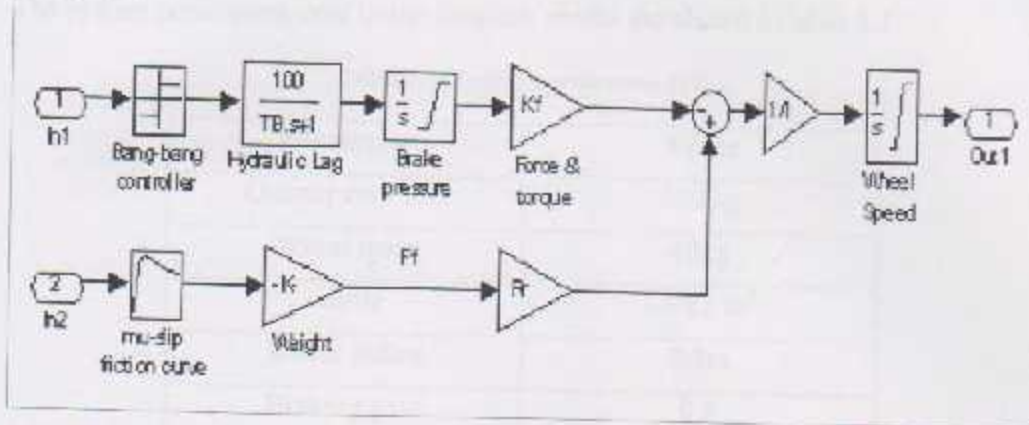 1
In1
Bang-bang
controller
100
TB.s+1
Hydraulic Lag
1
s
Brake
pressure
Kf
Force &
torque
-
+
1/I
1
s
Wheel
Speed
1
Out1
2
In2
mu-slip
friction curve
-K-
Weight
Ff
Rr